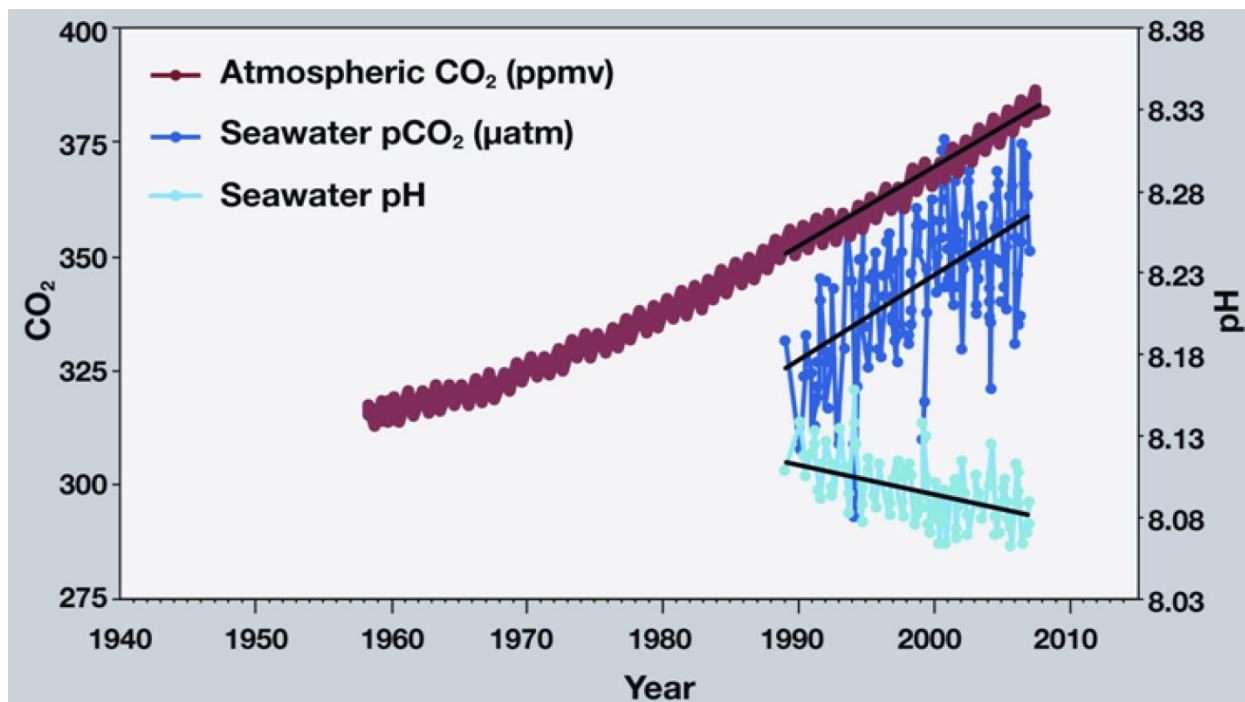 400
375
350
325
300
275
CO₂
Atmospheric CO₂ (ppmv)
Seawater pCO₂ (µatm)
Seawater pH
8.38
8.33
8.28
8.23
8.18
8.13
8.08
8.03
pH
1940 1950 1960 1970 1980 1990 2000 2010
Year